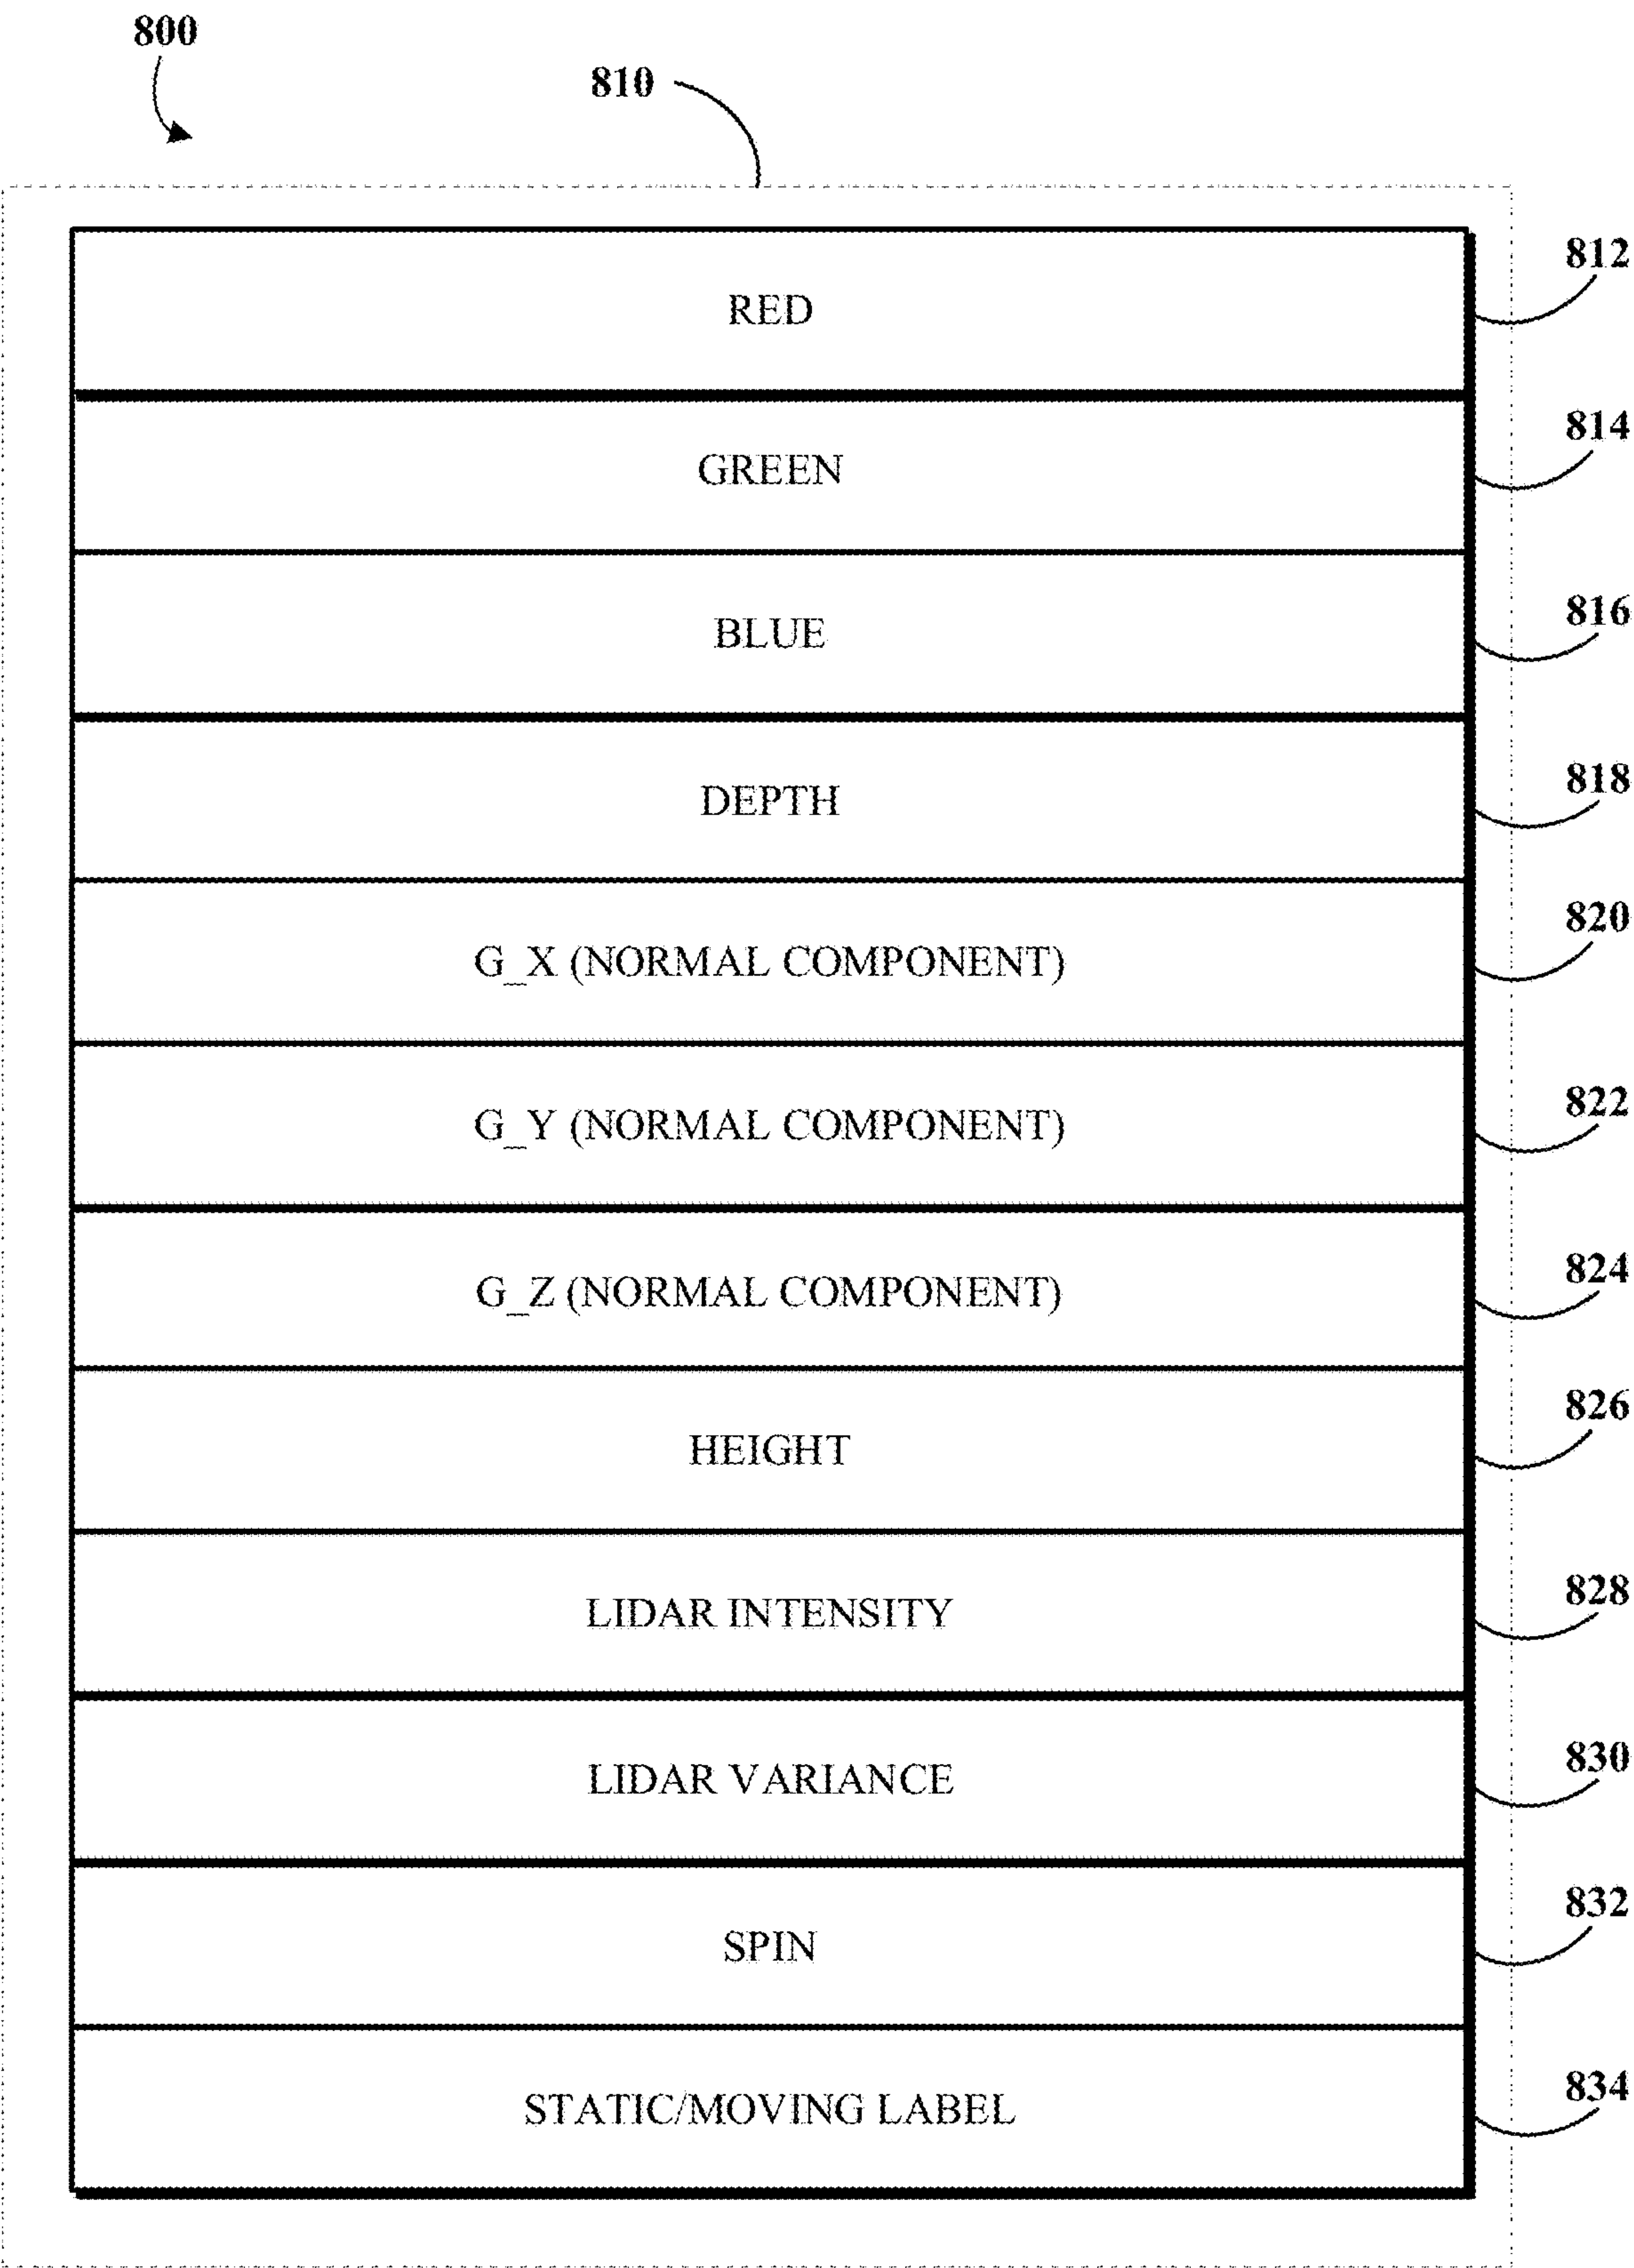 800
810
RED
812
GREEN
814
BLUE
816
DEPTH
818
G_X (NORMAL COMPONENT)
820
G_Y (NORMAL COMPONENT)
822
G_Z (NORMAL COMPONENT)
824
HEIGHT
826
LIDAR INTENSITY
828
LIDAR VARIANCE
830
SPIN
832
STATIC/MOVING LABEL
834